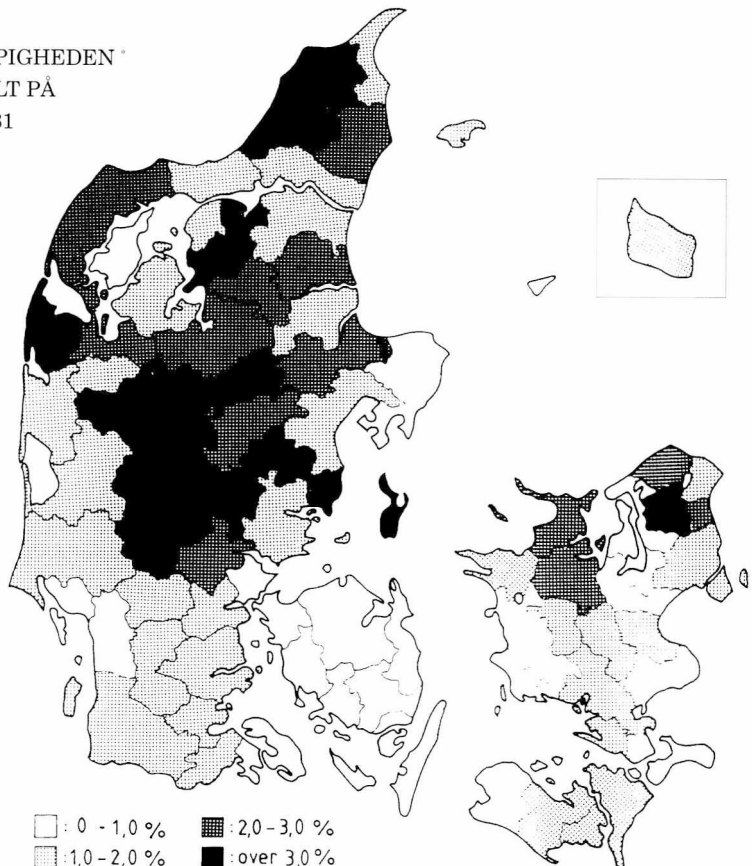 PIGHEDEN
LT PÅ
31
: 0 - 1,0 %
: 1,0 - 2,0 %
: 2,0 - 3,0 %
: over 3,0 %